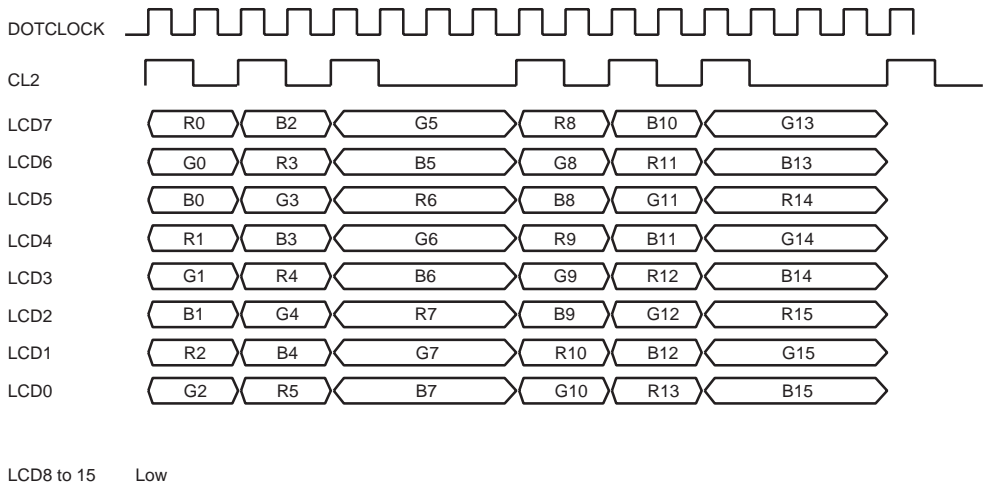 DOTCLOCK
CL2
LCD7 R0 B2 G5 R8 B10 G13
LCD6 G0 R3 B5 G8 R11 B13
LCD5 B0 G3 R6 B8 G11 R14
LCD4 R1 B3 G6 R9 B11 G14
LCD3 G1 R4 B6 G9 R12 B14
LCD2 B1 G4 R7 B9 G12 R15
LCD1 R2 B4 G7 R10 B12 G15
LCD0 G2 R5 B7 G10 R13 B15
LCD8 to 15 Low